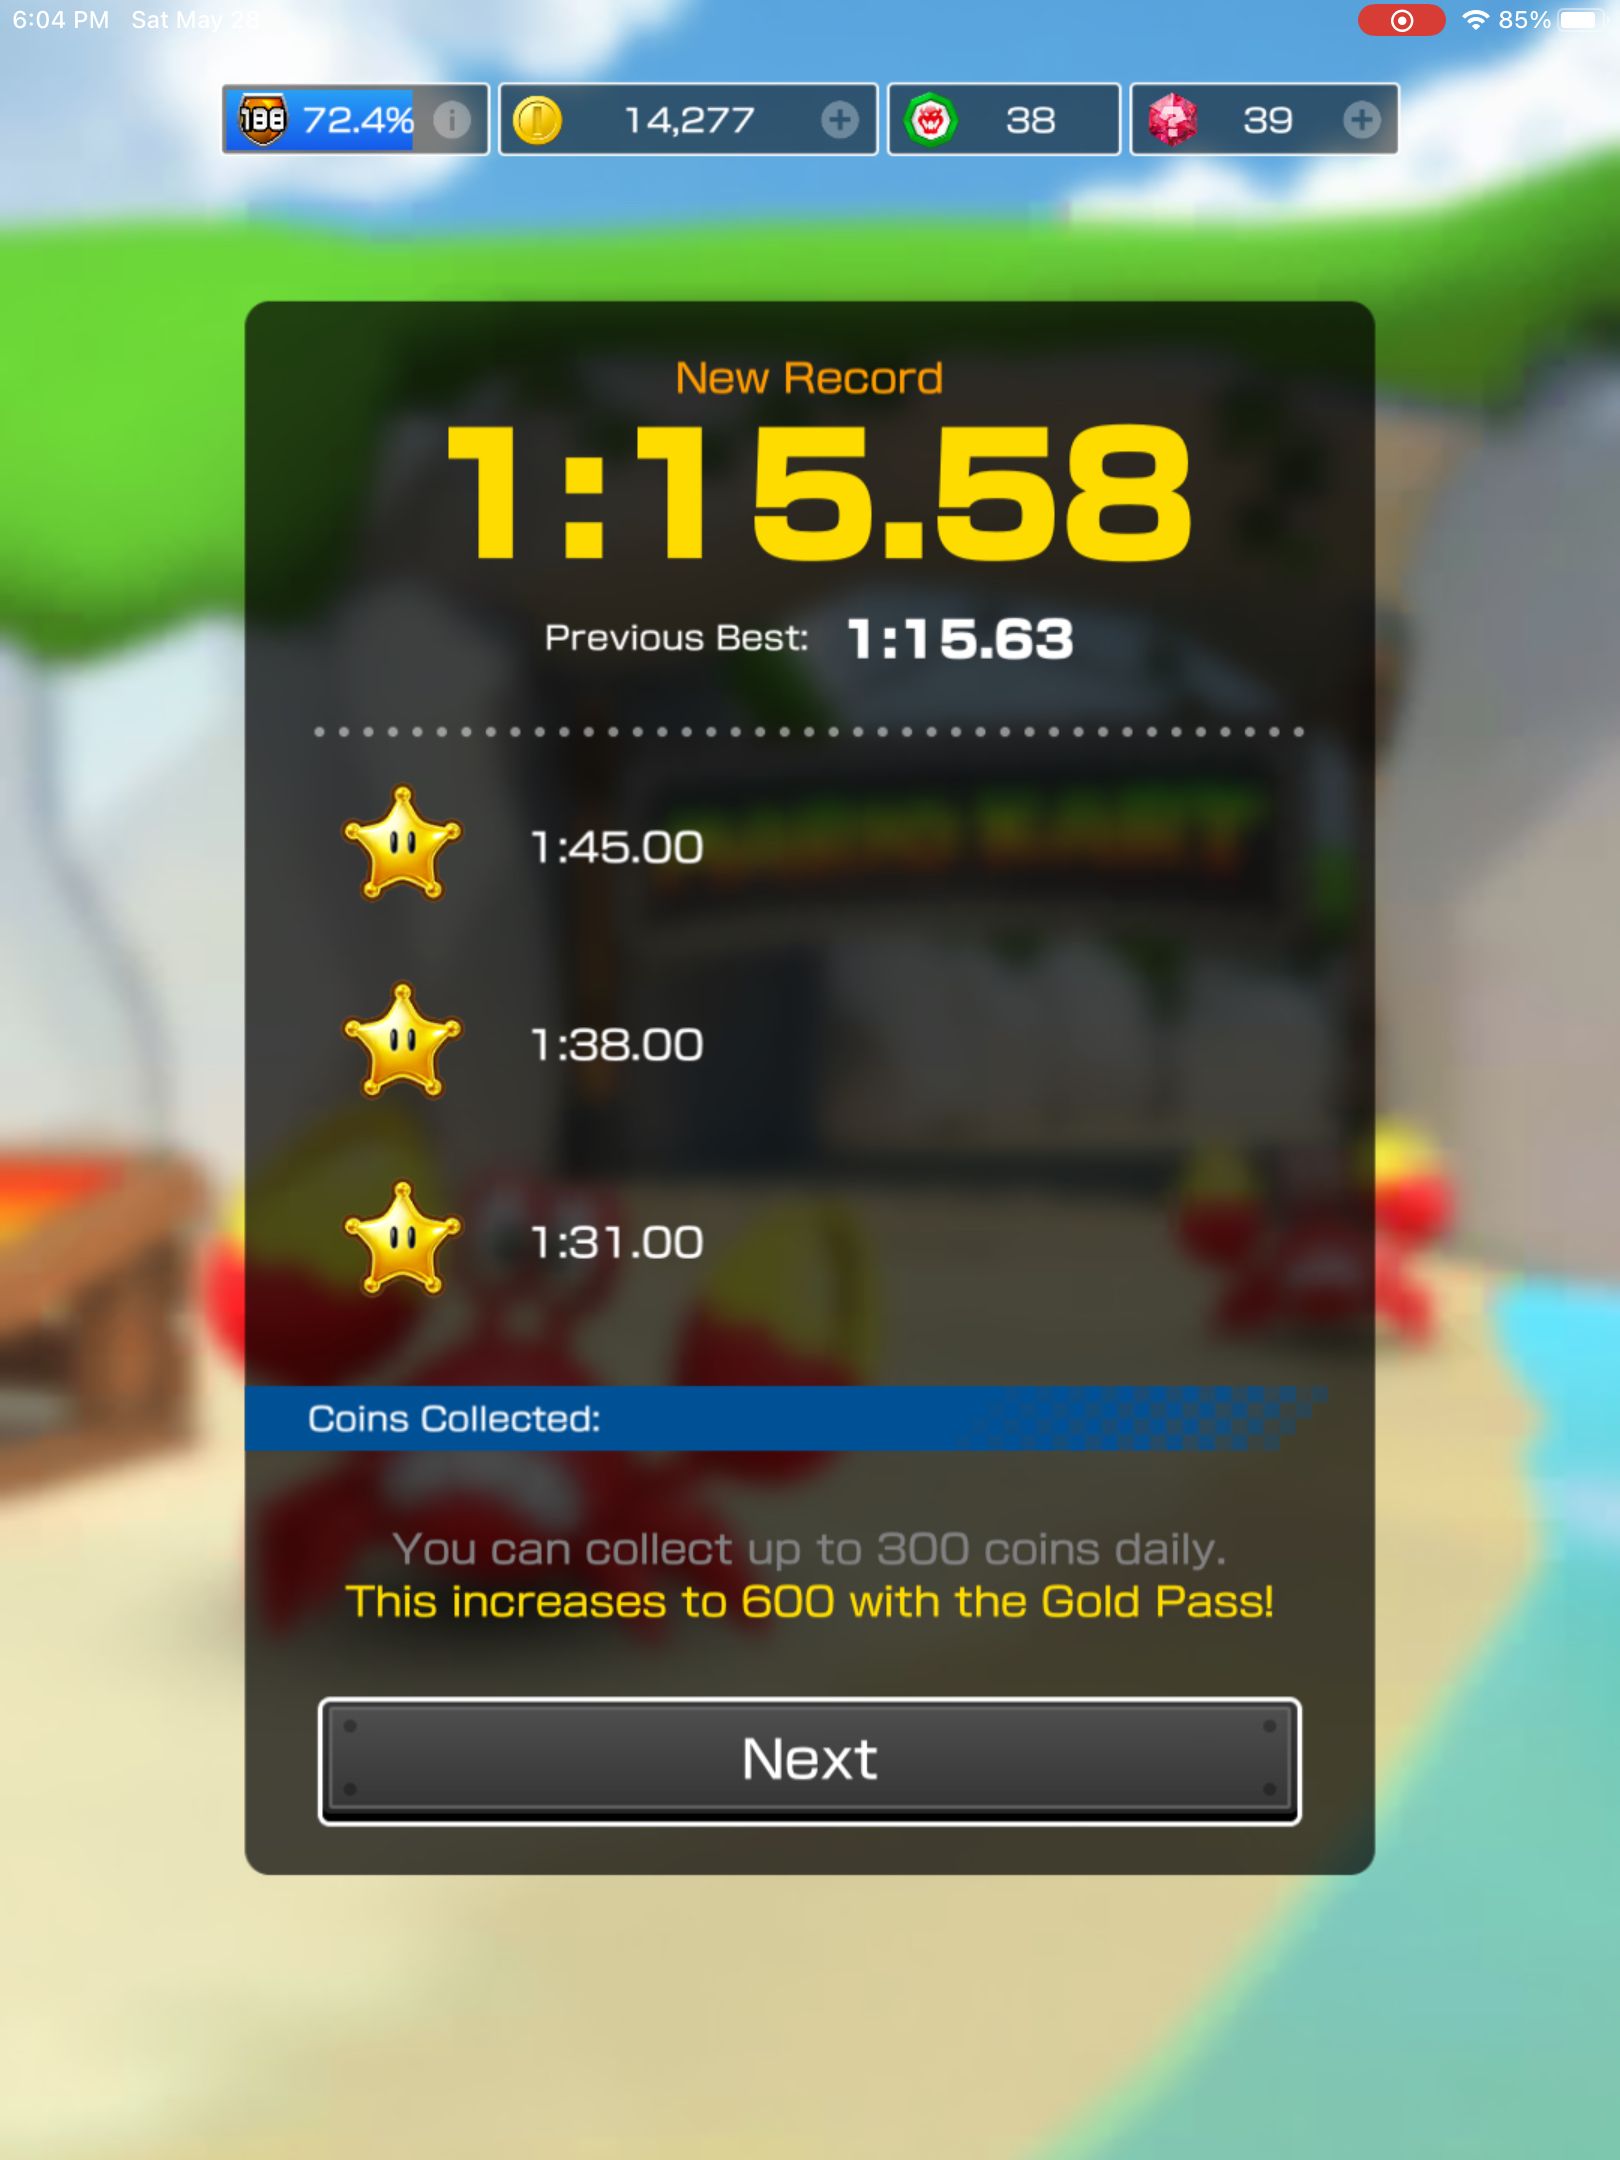 6:04 PM Sat May 28 85%
188 72.4% i 14,277 + 38 ? 39 +
New Record
1:15.58
Previous Best: 1:15.63
MARIO KART
1:45.00
1:38.00
1:31.00
Coins Collected:
You can collect up to 300 coins daily.
This increases to 600 with the Gold Pass!
Next